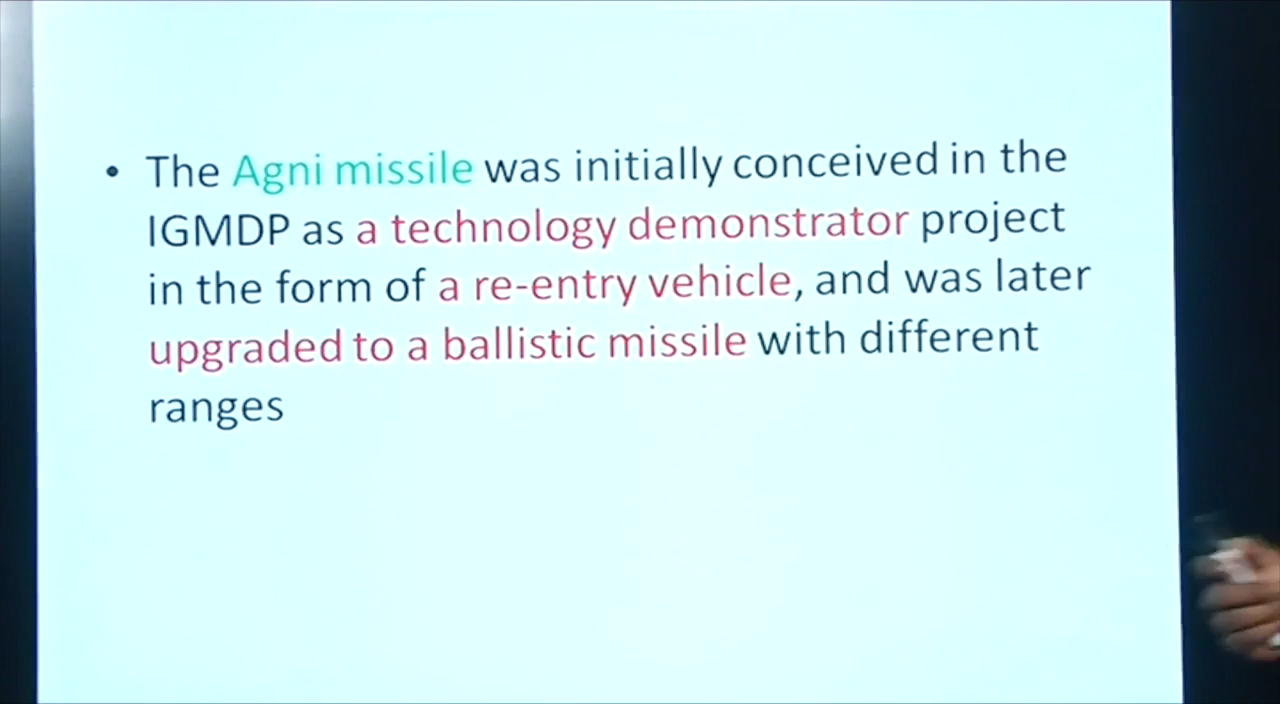 • The Agni missile was initially conceived in the
IGMDP as a technology demonstrator project
in the form of a re-entry vehicle, and was later
upgraded to a ballistic missile with different
ranges